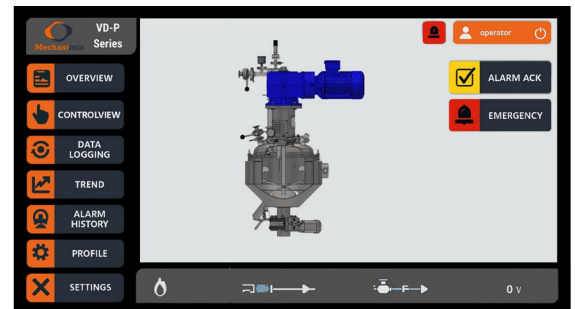 VD-P
Series
Mechanimix
operator
OVERVIEW
ALARM ACK
CONTROLVIEW
EMERGENCY
DATA
LOGGING
TREND
ALARM
HISTORY
PROFILE
SETTINGS
F
0 V